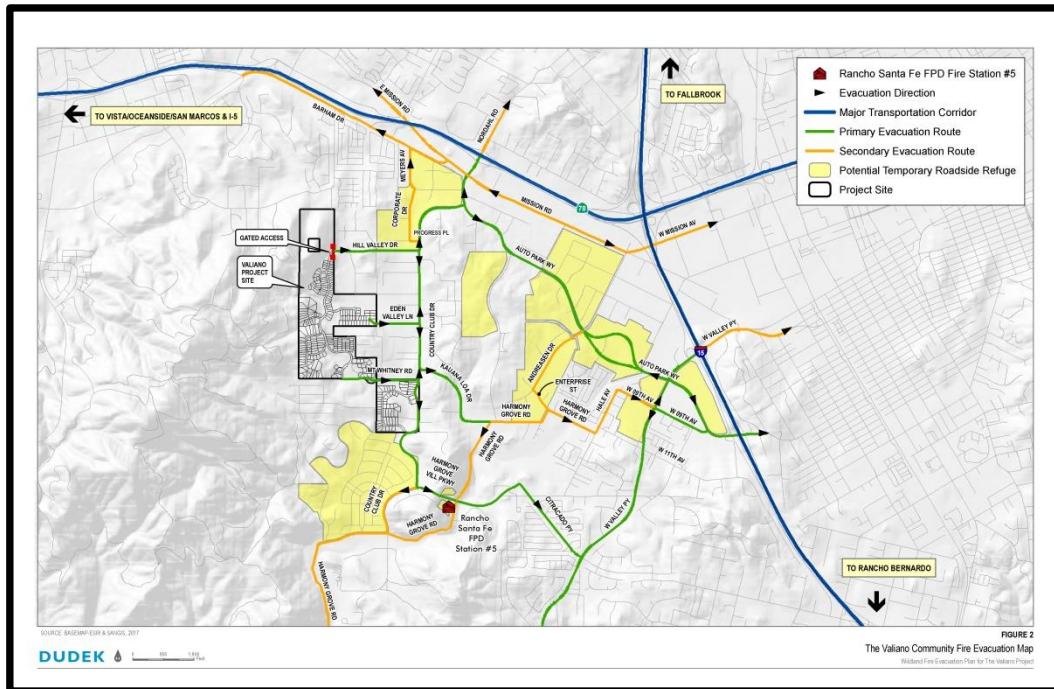 TO VISTA/OCEANSIDE/SAN MARCOS & I-5
TO FALLBROOK
Rancho Santa Fe FPD Fire Station #5
Evacuation Direction
Major Transportation Corridor
Primary Evacuation Route
Secondary Evacuation Route
Potential Temporary Roadside Refuge
Project Site
E MISSION RD
BARHAM DR
NORDAHL RD
MEYERS AV
CORPORATE DR
MISSION RD
78
W MISSION AV
PROGRESS PL
GATED ACCESS
HILL VALLEY DR
VALIANO PROJECT SITE
AUTO PARK WY
EDEN VALLEY LN
COUNTRY CLUB DR
W VALLEY PY
15
ANDREASEN DR
MT WHITNEY RD
KAUANA LOA DR
AUTO PARK WY
ENTERPRISE ST
HALE AV
W 09TH AV
W 09TH AV
HARMONY GROVE RD
HARMONY GROVE RD
HARMONY GROVE RD
W 11TH AV
HARMONY GROVE VILL PKWY
COUNTRY CLUB DR
HARMONY GROVE RD
Rancho
Santa Fe
FPD
Station #5
CITRACADO PY
W VALLEY PY
HARMONY GROVE RD
TO RANCHO BERNARDO
SOURCE: BASEMAP-ESRI & SANGIS, 2017
DUDEK
FIGURE 2
The Valiano Community Fire Evacuation Map
Wildland Fire Evacuation Plan for The Valiano Project